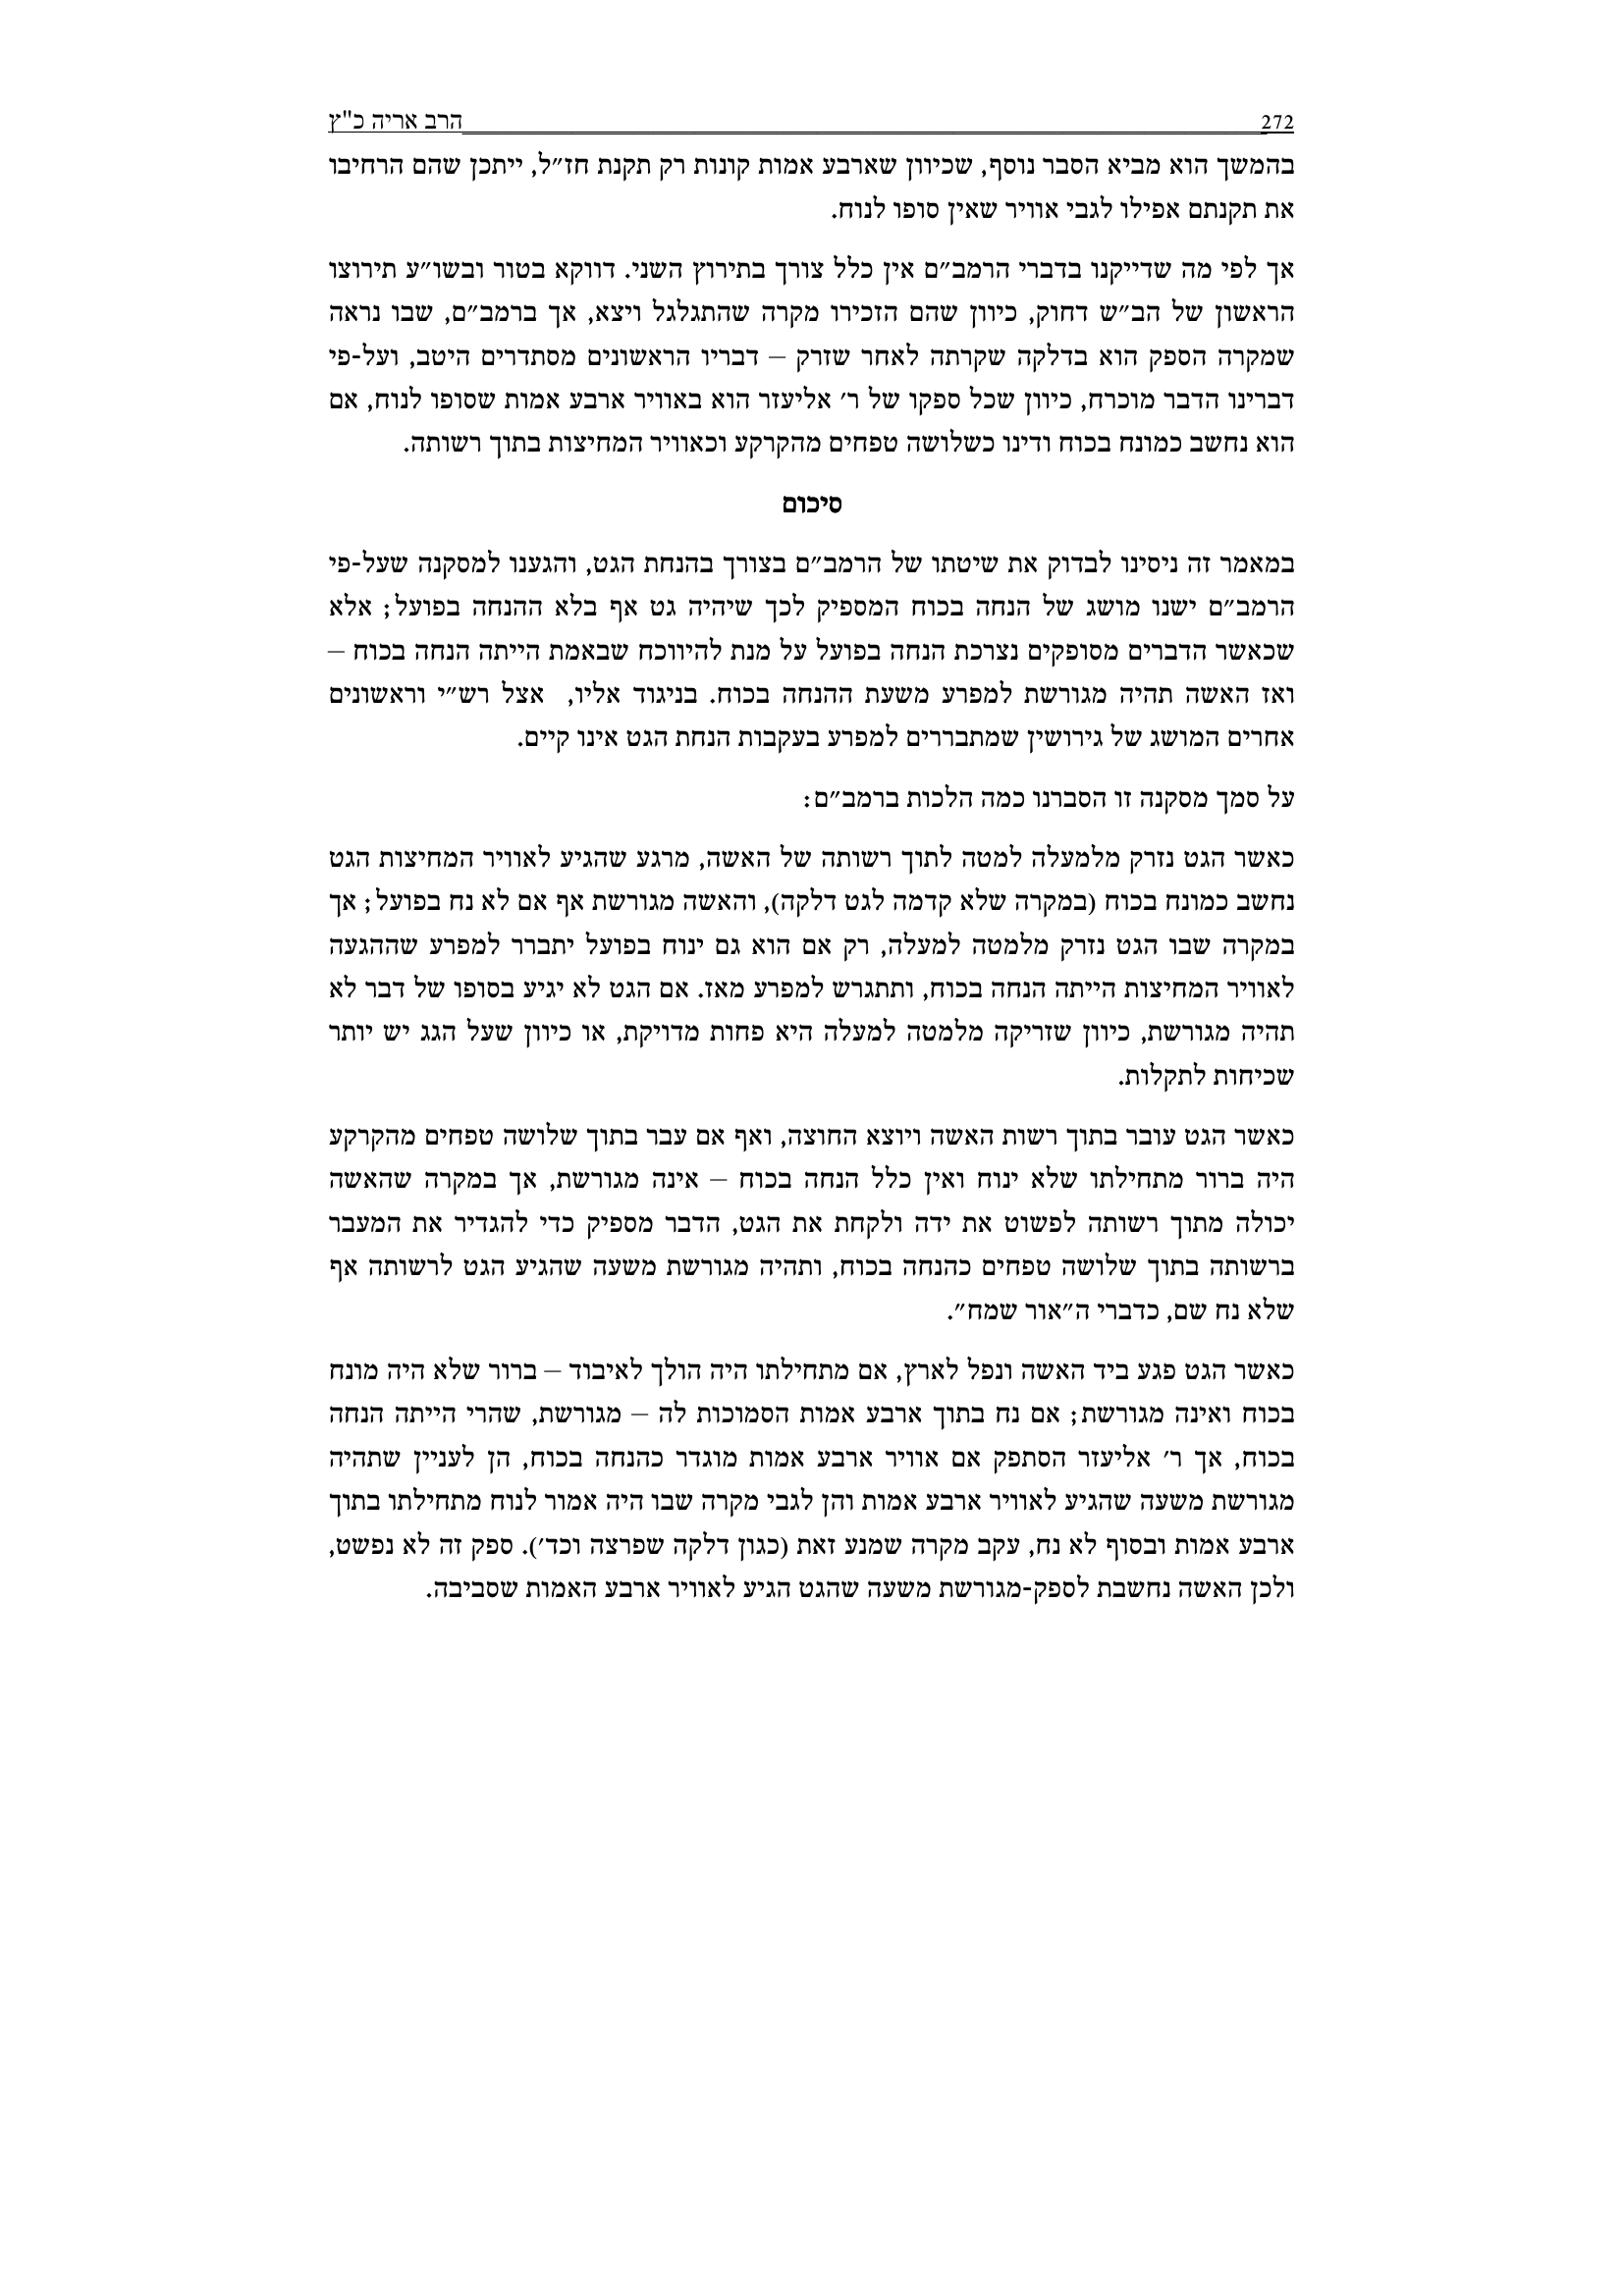 272 הרב אריה כ"ץ
בהמשך הוא מביא הסבר נוסף, שכיוון שארבע אמות קונות רק תקנת חז״ל, ייתכן שהם הרחיבו
את תקנתם אפילו לגבי אוויר שאין סופו לנוח.
אך לפי מה שדייקנו בדברי הרמב״ם אין כלל צורך בתירוץ השני. דווקא בטור ובשו״ע תירוצו
הראשון של הב״ש דחוק, כיוון שהם הזכירו מקרה שהתגלגל ויצא, אך ברמב״ם, שבו נראה
שמקרה הספק הוא בדלקה שקרתה לאחר שזרק – דבריו הראשונים מסתדרים היטב, ועל-פי
דברינו הדבר מוכרח, כיוון שכל ספקו של ר׳ אליעזר הוא באוויר ארבע אמות שסופו לנוח, אם
הוא נחשב כמונח בכוח ודינו כשלושה טפחים מהקרקע וכאוויר המחיצות בתוך רשותה.
סיכום
במאמר זה ניסינו לבדוק את שיטתו של הרמב״ם בצורך בהנחת הגט, והגענו למסקנה שעל-פי
הרמב״ם ישנו מושג של הנחה בכוח המספיק לכך שיהיה גט אף בלא ההנחה בפועל; אלא
שכאשר הדברים מסופקים נצרכת הנחה בפועל על מנת להיווכח שבאמת הייתה הנחה בכוח –
ואז האשה תהיה מגורשת למפרע משעת ההנחה בכוח. בניגוד אליו, אצל רש״י וראשונים
אחרים המושג של גירושין שמתבררים למפרע בעקבות הנחת הגט אינו קיים.
על סמך מסקנה זו הסברנו כמה הלכות ברמב״ם:
כאשר הגט נזרק מלמעלה למטה לתוך רשותה של האשה, מרגע שהגיע לאוויר המחיצות הגט
נחשב כמונח בכוח (במקרה שלא קדמה לגט דלקה), והאשה מגורשת אף אם לא נח בפועל; אך
במקרה שבו הגט נזרק מלמטה למעלה, רק אם הוא גם ינוח בפועל יתברר למפרע שההגעה
לאוויר המחיצות הייתה הנחה בכוח, ותתגרש למפרע מאז. אם הגט לא יגיע בסופו של דבר לא
תהיה מגורשת, כיוון שזריקה מלמטה למעלה היא פחות מדויקת, או כיוון שעל הגג יש יותר
שכיחות לתקלות.
כאשר הגט עובר בתוך רשות האשה ויוצא החוצה, ואף אם עבר בתוך שלושה טפחים מהקרקע
היה ברור מתחילתו שלא ינוח ואין כלל הנחה בכוח – אינה מגורשת, אך במקרה שהאשה
יכולה מתוך רשותה לפשוט את ידה ולקחת את הגט, הדבר מספיק כדי להגדיר את המעבר
ברשותה בתוך שלושה טפחים כהנחה בכוח, ותהיה מגורשת משעה שהגיע הגט לרשותה אף
שלא נח שם, כדברי ה״אור שמח״.
כאשר הגט פגע ביד האשה ונפל לארץ, אם מתחילתו היה הולך לאיבוד – ברור שלא היה מונח
בכוח ואינה מגורשת; אם נח בתוך ארבע אמות הסמוכות לה – מגורשת, שהרי הייתה הנחה
בכוח, אך ר׳ אליעזר הסתפק אם אוויר ארבע אמות מוגדר כהנחה בכוח, הן לעניין שתהיה
מגורשת משעה שהגיע לאוויר ארבע אמות והן לגבי מקרה שבו היה אמור לנוח מתחילתו בתוך
ארבע אמות ובסוף לא נח, עקב מקרה שמנע זאת (כגון דלקה שפרצה וכד׳). ספק זה לא נפשט,
ולכן האשה נחשבת לספק-מגורשת משעה שהגט הגיע לאוויר ארבע האמות שסביבה.